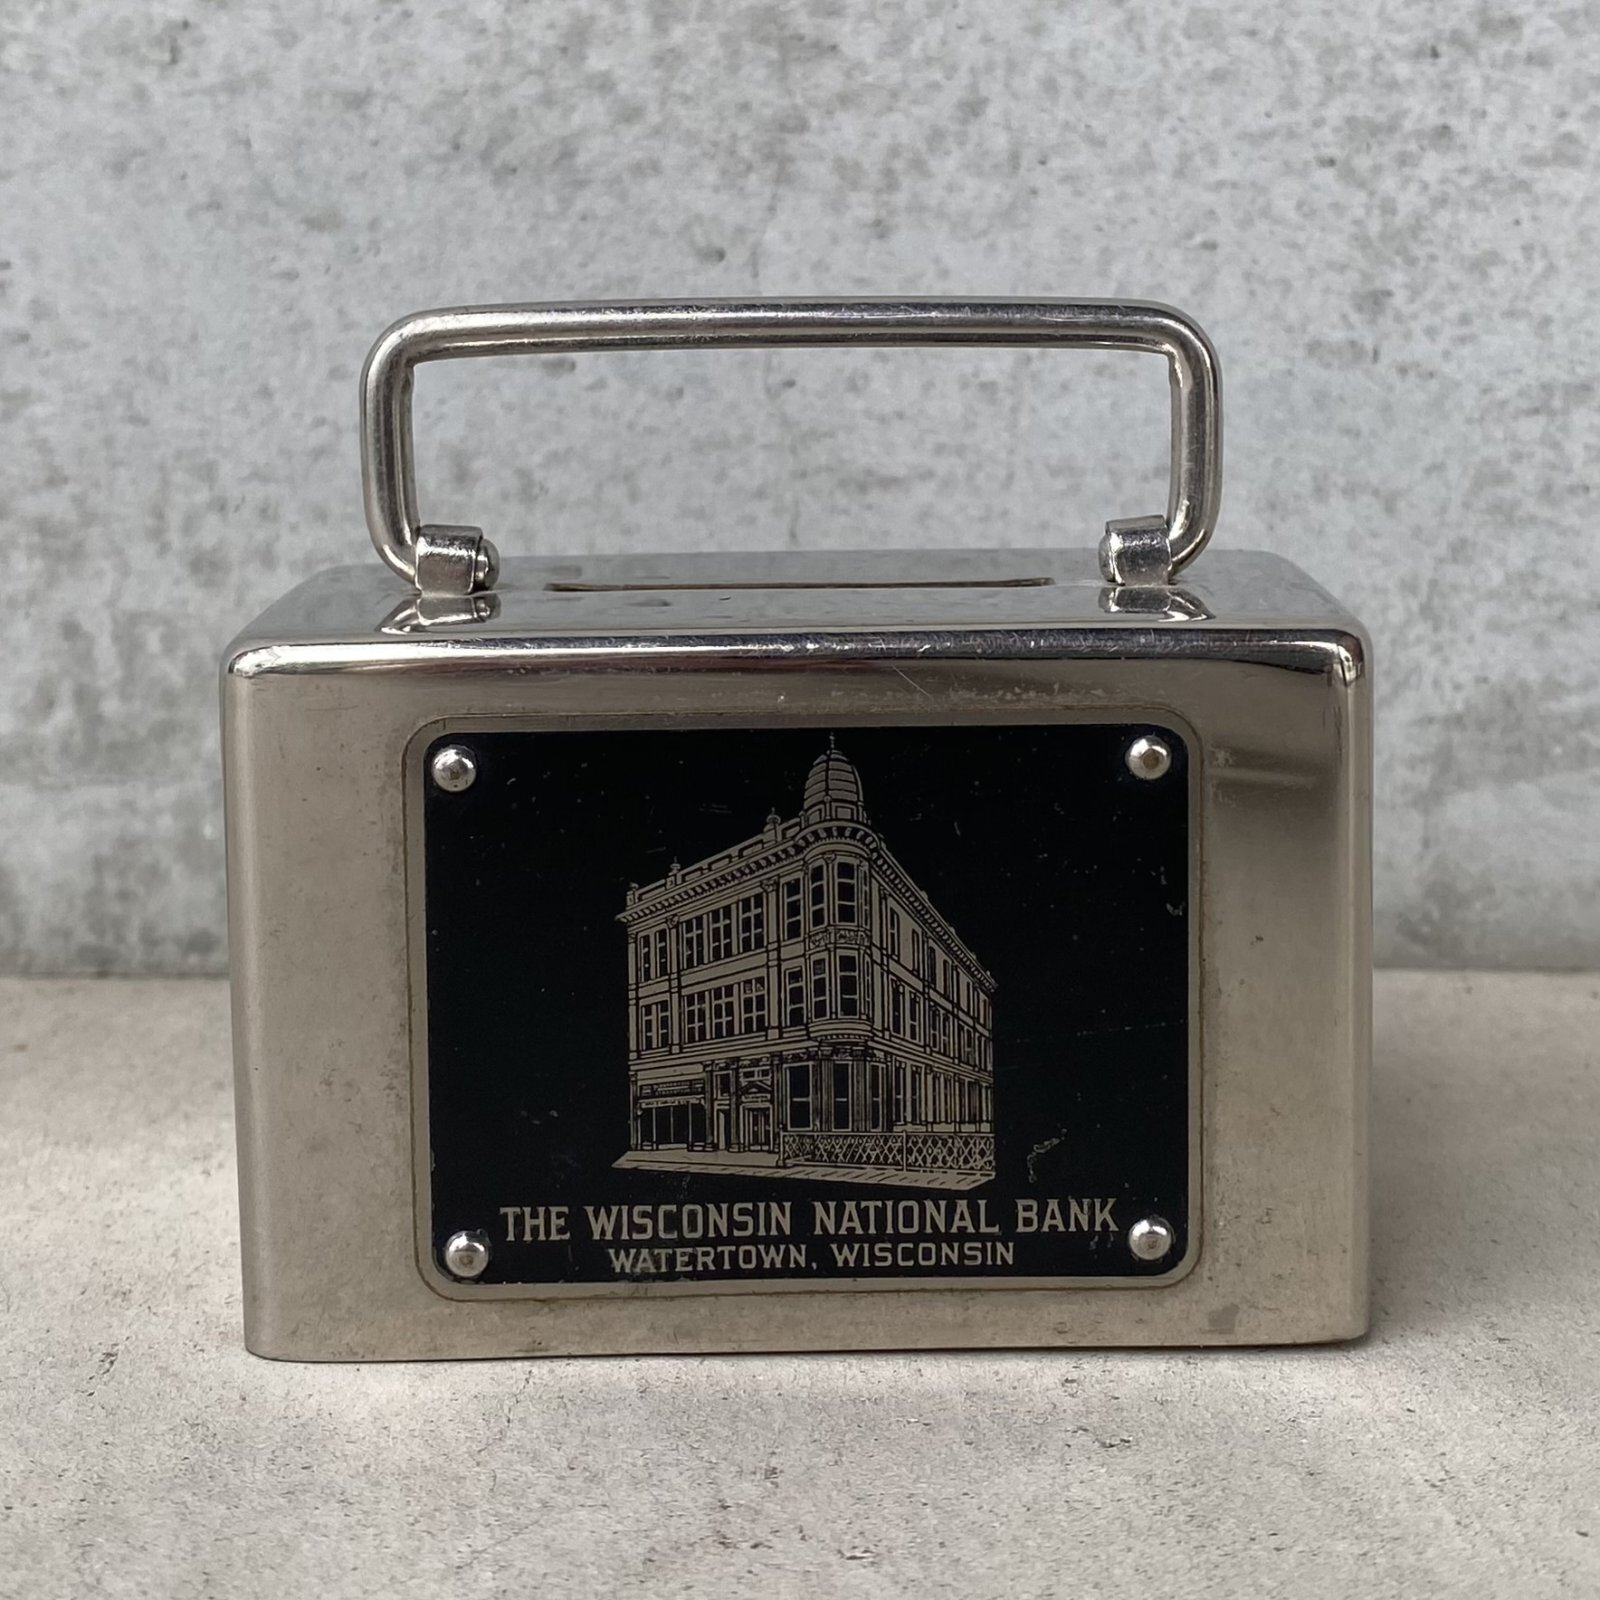 THE WISCONSIN NATIONAL BANK
WATERTOWN, WISCONSIN